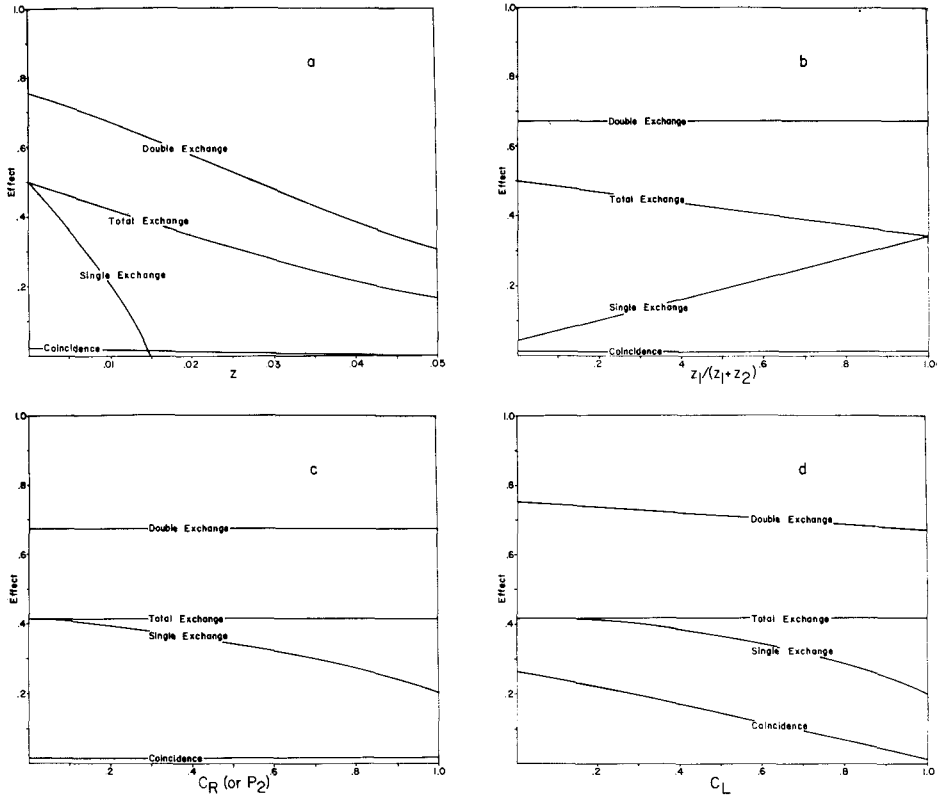 1.0
a
.8
Double Exchange
.6
Effect
.4
Total Exchange
Single Exchange
.2
Coincidence
.01 .02 .03 .04 .05
z
1.0
b
.8
Double Exchange
.6
Effect
Total Exchange
.4
.2
Single Exchange
Coincidence
.2 .4 .6 .8 1.0
z1/(z1+z2)
1.0
c
.8
Double Exchange
.6
Effect
Total Exchange
.4
Single Exchange
.2
Coincidence
.2 .4 .6 .8 1.0
CR (or P2)
1.0
d
.8
Double Exchange
.6
Effect
Total Exchange
.4
Single Exchange
.2
Coincidence
.2 .4 .6 .8 1.0
CL